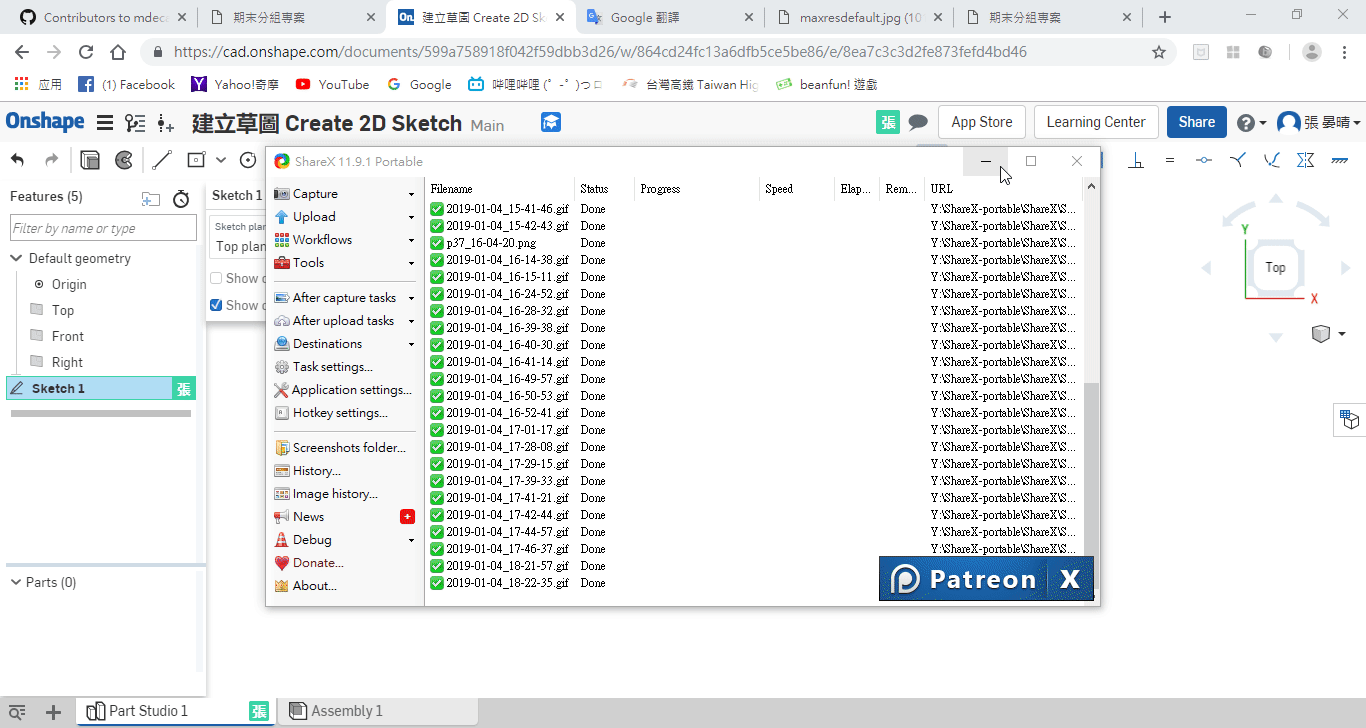 Contributors to mdeca
期末分組專案
建立草圖 Create 2D Sk
Google 翻譯
maxresdefault.jpg (10
期末分組專案
https://cad.onshape.com/documents/599a758918f042f59dbb3d26/w/864cd24fc13a6dfb5ce5be86/e/8ea7c3c3d2fe873fefd4bd46
应用
(1) Facebook
Yahoo!奇摩
YouTube
Google
哔哩哔哩 (゜-゜)つロ
台灣高鐵 Taiwan Hig
beanfun! 遊戲
Onshape
建立草圖 Create 2D Sketch Main
張
App Store
Learning Center
Share
張 晏晴
Features (5)
Filter by name or type
Default geometry
Origin
Top
Front
Right
Sketch 1
張
Parts (0)
Sketch 1
Sketch plan
Top plan
Show c
Show c
ShareX 11.9.1 Portable
Capture
Upload
Workflows
Tools
After capture tasks
After upload tasks
Destinations
Task settings...
Application settings...
Hotkey settings...
Screenshots folder...
History...
Image history...
News
Debug
Donate...
About...
Filename Status Progress Speed Elap... Rem... URL
2019-01-04_15-41-46.gif Done Y:\ShareX-portable\ShareX\S...
2019-01-04_15-42-43.gif Done Y:\ShareX-portable\ShareX\S...
p37_16-04-20.png Done Y:\ShareX-portable\ShareX\S...
2019-01-04_16-14-38.gif Done Y:\ShareX-portable\ShareX\S...
2019-01-04_16-15-11.gif Done Y:\ShareX-portable\ShareX\S...
2019-01-04_16-24-52.gif Done Y:\ShareX-portable\ShareX\S...
2019-01-04_16-28-32.gif Done Y:\ShareX-portable\ShareX\S...
2019-01-04_16-39-38.gif Done Y:\ShareX-portable\ShareX\S...
2019-01-04_16-40-30.gif Done Y:\ShareX-portable\ShareX\S...
2019-01-04_16-41-14.gif Done Y:\ShareX-portable\ShareX\S...
2019-01-04_16-49-57.gif Done Y:\ShareX-portable\ShareX\S...
2019-01-04_16-50-53.gif Done Y:\ShareX-portable\ShareX\S...
2019-01-04_16-52-41.gif Done Y:\ShareX-portable\ShareX\S...
2019-01-04_17-01-17.gif Done Y:\ShareX-portable\ShareX\S...
2019-01-04_17-28-08.gif Done Y:\ShareX-portable\ShareX\S...
2019-01-04_17-29-15.gif Done Y:\ShareX-portable\ShareX\S...
2019-01-04_17-39-33.gif Done Y:\ShareX-portable\ShareX\S...
2019-01-04_17-41-21.gif Done Y:\ShareX-portable\ShareX\S...
2019-01-04_17-42-44.gif Done Y:\ShareX-portable\ShareX\S...
2019-01-04_17-44-57.gif Done Y:\ShareX-portable\ShareX\S...
2019-01-04_17-46-37.gif Done Y:\ShareX-portable\ShareX\S...
2019-01-04_18-21-57.gif Done
2019-01-04_18-22-35.gif Done
Patreon X
Y
Top
X
Part Studio 1
張
Assembly 1